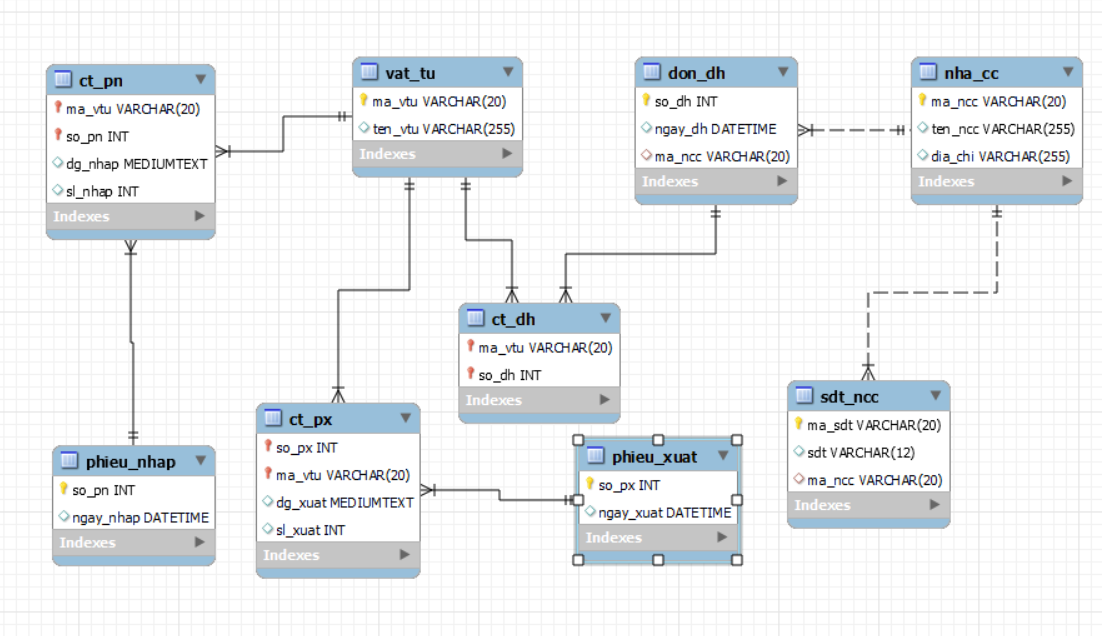 ct_pn
ma_vtu VARCHAR(20)
so_pn INT
dg_nhap MEDIUMTEXT
sl_nhap INT
Indexes
vat_tu
ma_vtu VARCHAR(20)
ten_vtu VARCHAR(255)
Indexes
don_dh
so_dh INT
ngay_dh DATETIME
ma_ncc VARCHAR(20)
Indexes
nha_cc
ma_ncc VARCHAR(20)
ten_ncc VARCHAR(255)
dia_chi VARCHAR(255)
Indexes
ct_dh
ma_vtu VARCHAR(20)
so_dh INT
Indexes
sdt_ncc
ma_sdt VARCHAR(20)
sdt VARCHAR(12)
ma_ncc VARCHAR(20)
Indexes
ct_px
so_px INT
ma_vtu VARCHAR(20)
dg_xuat MEDIUMTEXT
sl_xuat INT
Indexes
phieu_nhap
so_pn INT
ngay_nhap DATETIME
Indexes
phieu_xuat
so_px INT
ngay_xuat DATETIME
Indexes